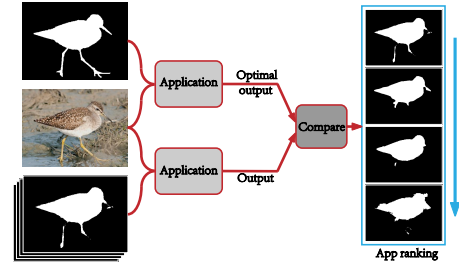 Application
Optimal
output
Compare
Application
Output
App ranking